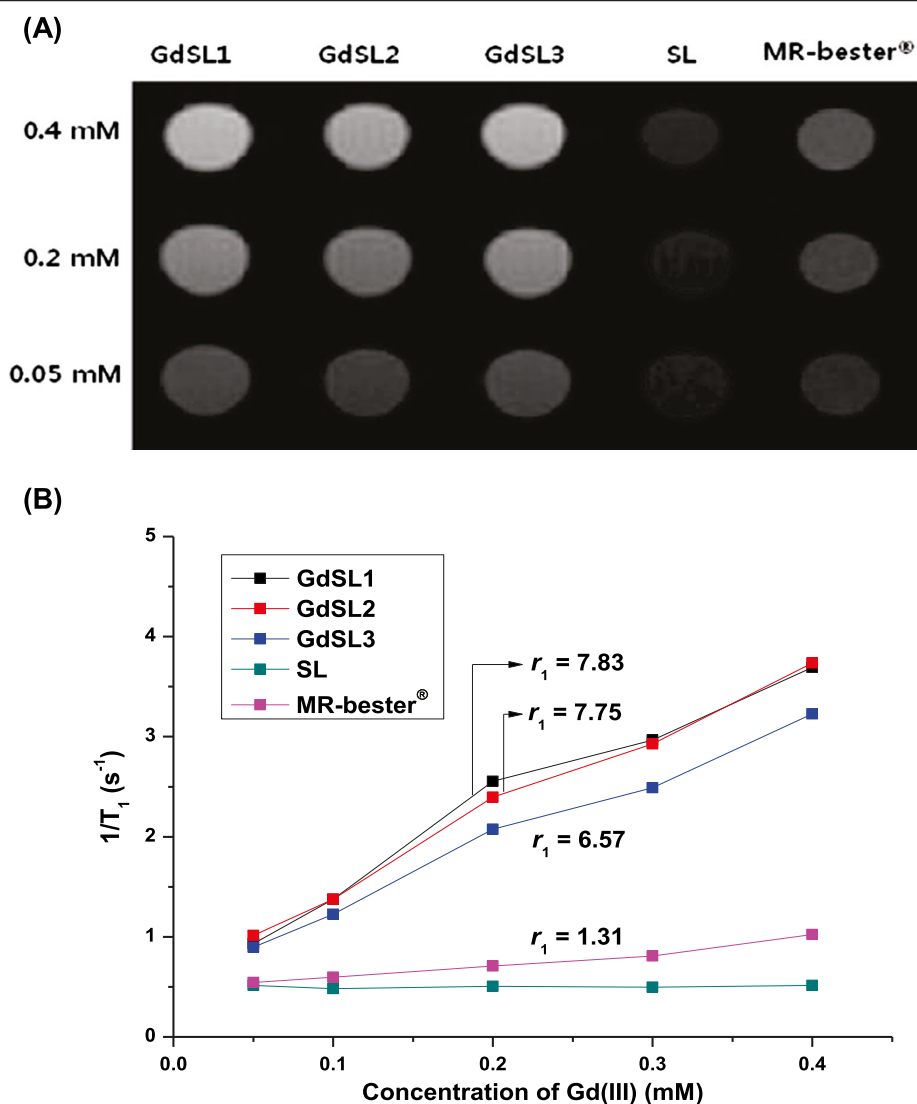 (A)
GdSL1 GdSL2 GdSL3 SL MR-bester®
0.4 mM
0.2 mM
0.05 mM
(B)
5
4
3
2
1
0
1/T1 (s-1)
GdSL1
GdSL2
GdSL3
SL
MR-bester®
r1 = 7.83
r1 = 7.75
r1 = 6.57
r1 = 1.31
0.0 0.1 0.2 0.3 0.4
Concentration of Gd(III) (mM)